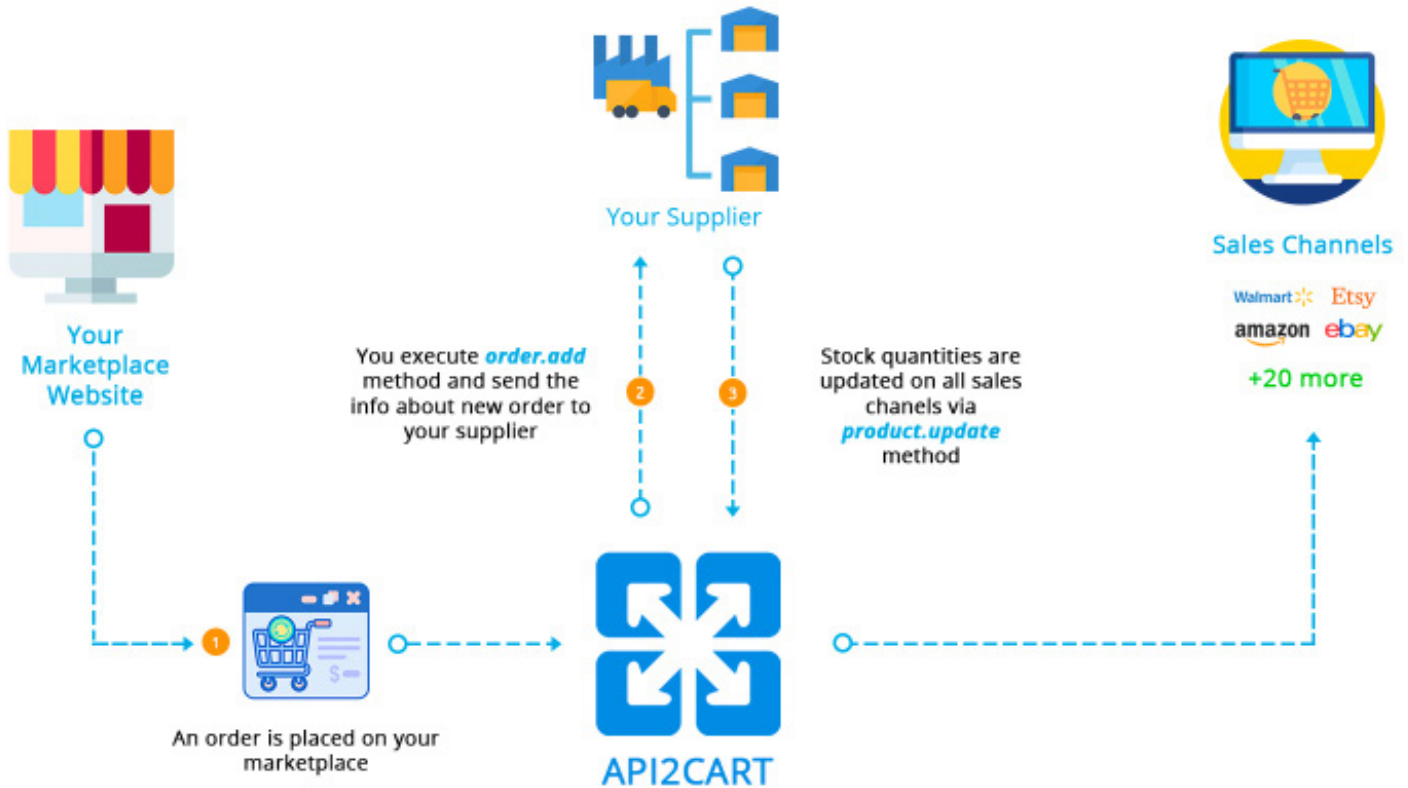 Your Supplier
Sales Channels
Walmart Etsy
amazon ebay
+20 more
Your
Marketplace
Website
You execute order.add
method and send the
info about new order to
your supplier
2
3
Stock quantities are
updated on all sales
chanels via
product.update
method
1
$
An order is placed on your
marketplace
API2CART